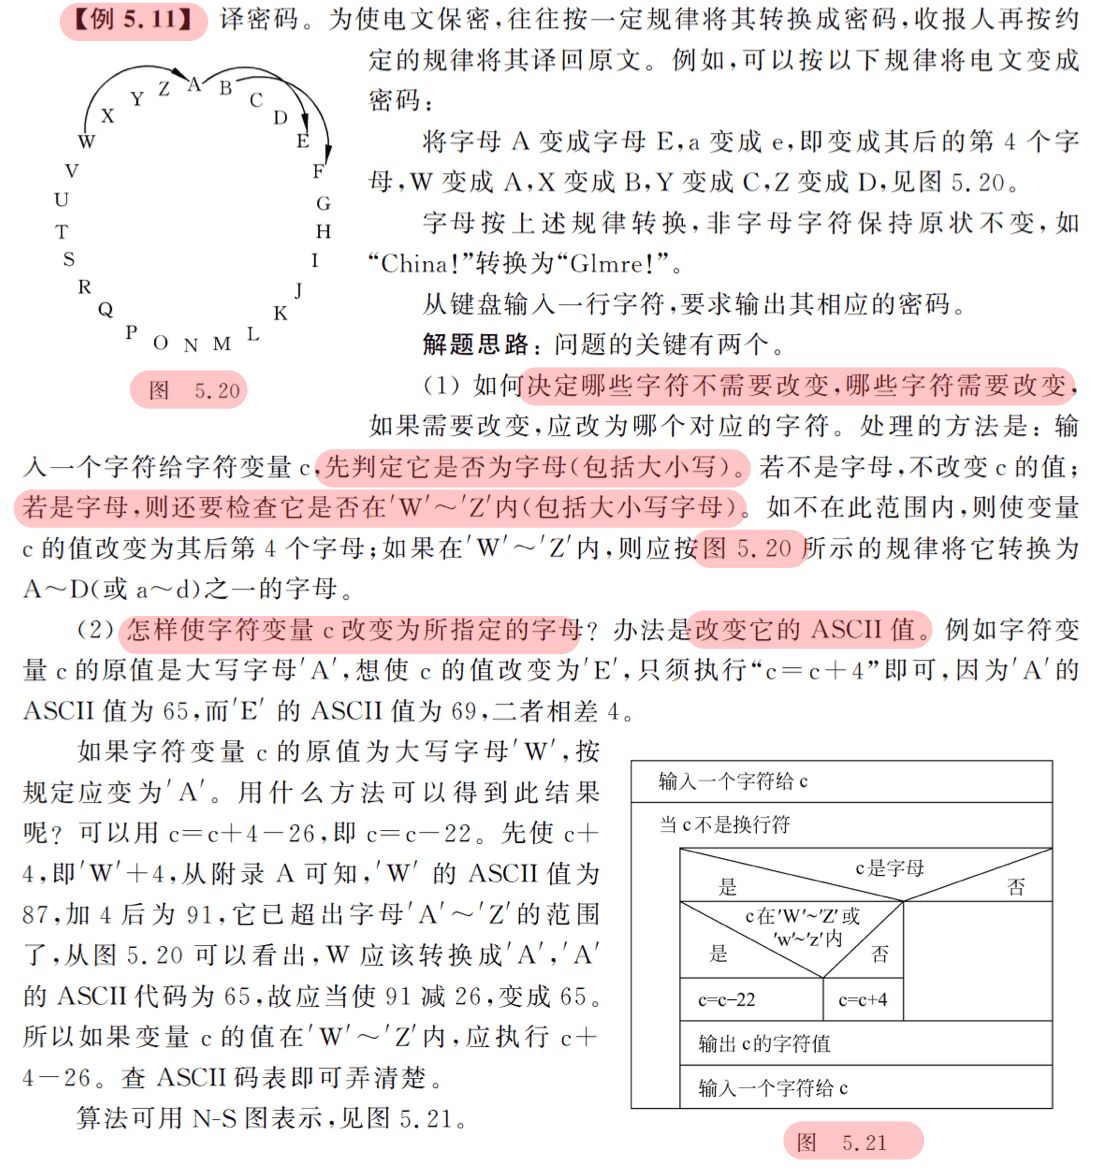 【例 5.11】 译密码。为使电文保密,往往按一定规律将其转换成密码,收报人再按约
定的规律将其译回原文。例如,可以按以下规律将电文变成
密码:
将字母 A 变成字母 E,a 变成 e,即变成其后的第 4 个字
母,W 变成 A,X 变成 B,Y 变成 C,Z 变成 D,见图 5.20。
字母按上述规律转换,非字母字符保持原状不变,如
“China!”转换为“Glmre!”。
从键盘输入一行字符,要求输出其相应的密码。
解题思路:问题的关键有两个。
(1) 如何决定哪些字符不需要改变,哪些字符需要改变,
如果需要改变,应改为哪个对应的字符。处理的方法是:输
A
B
C
D
E
F
G
H
I
J
K
L
M
N
O
P
Q
R
S
T
U
V
W
X
Y
Z
图 5.20
入一个字符给字符变量 c,先判定它是否为字母(包括大小写)。若不是字母,不改变 c 的值;
若是字母,则还要检查它是否在'W'～'Z'内(包括大小写字母)。如不在此范围内,则使变量
c 的值改变为其后第 4 个字母;如果在'W'～'Z'内,则应按图 5.20 所示的规律将它转换为
A～D(或 a～d)之一的字母。
(2) 怎样使字符变量 c 改变为所指定的字母?办法是改变它的 ASCII 值。例如字符变
量 c 的原值是大写字母'A',想使 c 的值改变为'E',只须执行“c=c+4”即可,因为'A'的
ASCII 值为 65,而'E' 的 ASCII 值为 69,二者相差 4。
如果字符变量 c 的原值为大写字母'W',按
规定应变为'A'。用什么方法可以得到此结果
呢?可以用 c=c+4-26,即 c=c-22。先使 c+
4,即'W'+4,从附录 A 可知,'W' 的 ASCII 值为
87,加 4 后为 91,它已超出字母'A'～'Z'的范围
了,从图 5.20 可以看出,W 应该转换成'A','A'
的 ASCII 代码为 65,故应当使 91 减 26,变成 65。
所以如果变量 c 的值在'W'～'Z'内,应执行 c+
4-26。查 ASCII 码表即可弄清楚。
算法可用 N-S 图表示,见图 5.21。
输入一个字符给 c
当 c 不是换行符
c 是字母
是
否
c 在'W'~'Z'或
'w'~'z'内
是
否
c=c−22
c=c+4
输出 c 的字符值
输入一个字符给 c
图 5.21